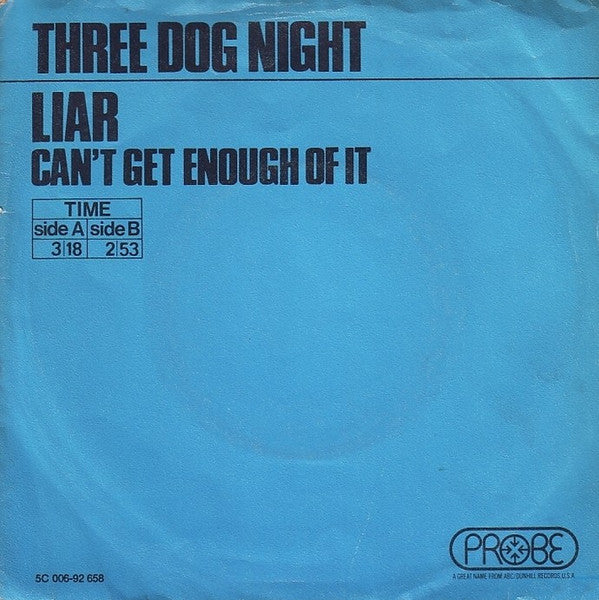 THREE DOG NIGHT
LIAR
CAN'T GET ENOUGH OF IT
TIME
side A side B
3 18 2 53
PROBE
A GREAT NAME FROM ABC/DUNHILL RECORDS, U.S.A.
5C 006-92 658